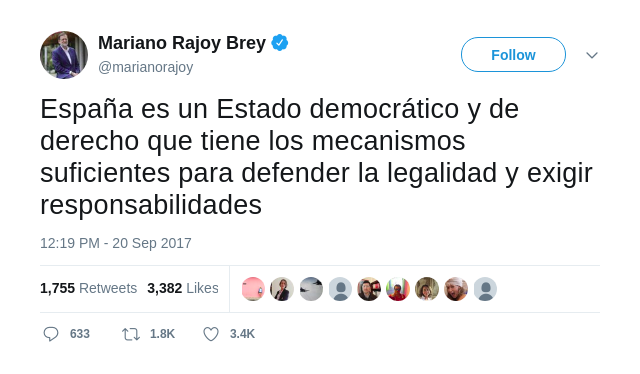 Mariano Rajoy Brey
@marianorajoy
Follow
España es un Estado democrático y de
derecho que tiene los mecanismos
suficientes para defender la legalidad y exigir
responsabilidades
12:19 PM - 20 Sep 2017
1,755 Retweets 3,382 Likes
633 1.8K 3.4K